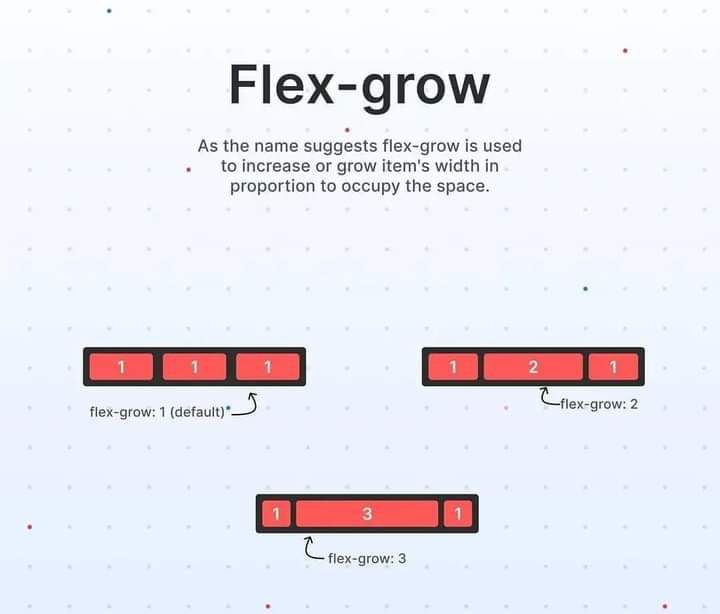 Flex-grow
As the name suggests flex-grow is used
to increase or grow item's width in
proportion to occupy the space.
1 1 1
flex-grow: 1 (default)*
1 2 1
flex-grow: 2
1 3 1
flex-grow: 3